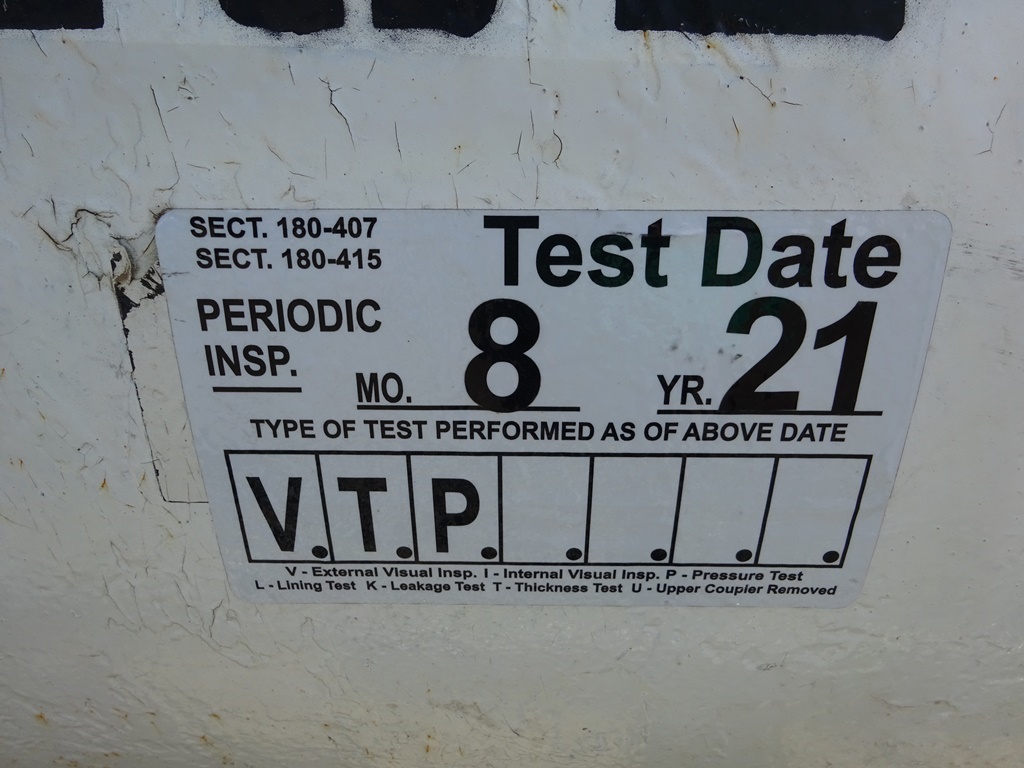 SECT. 180-407
SECT. 180-415
Test Date
PERIODIC
INSP.
MO. 8 YR. 21
TYPE OF TEST PERFORMED AS OF ABOVE DATE
V. T. P. . . . .
V - External Visual Insp. I - Internal Visual Insp. P - Pressure Test
L - Lining Test K - Leakage Test T - Thickness Test U - Upper Coupler Removed